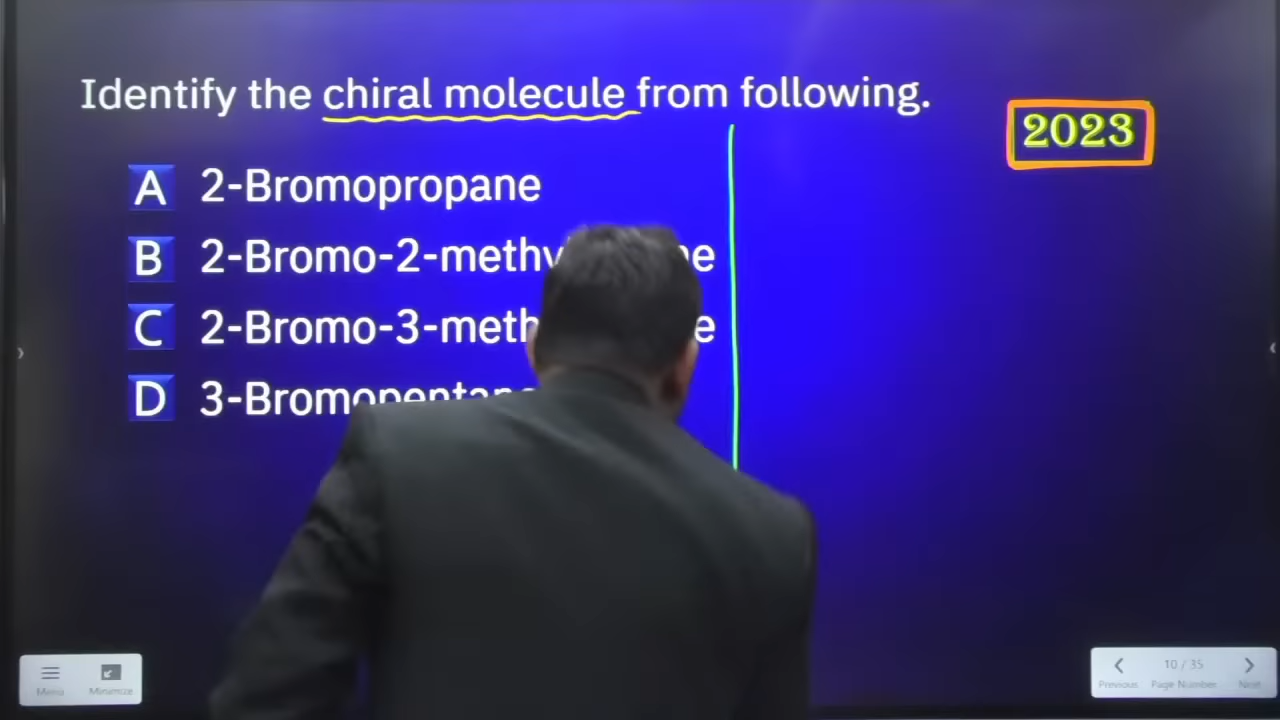 Identify the chiral molecule from following.
2023
A 2-Bromopropane
B 2-Bromo-2-methy
C 2-Bromo-3-meth
D 3-Bromopentane
Menu Minimize
10 / 35
Previous Page Number Next